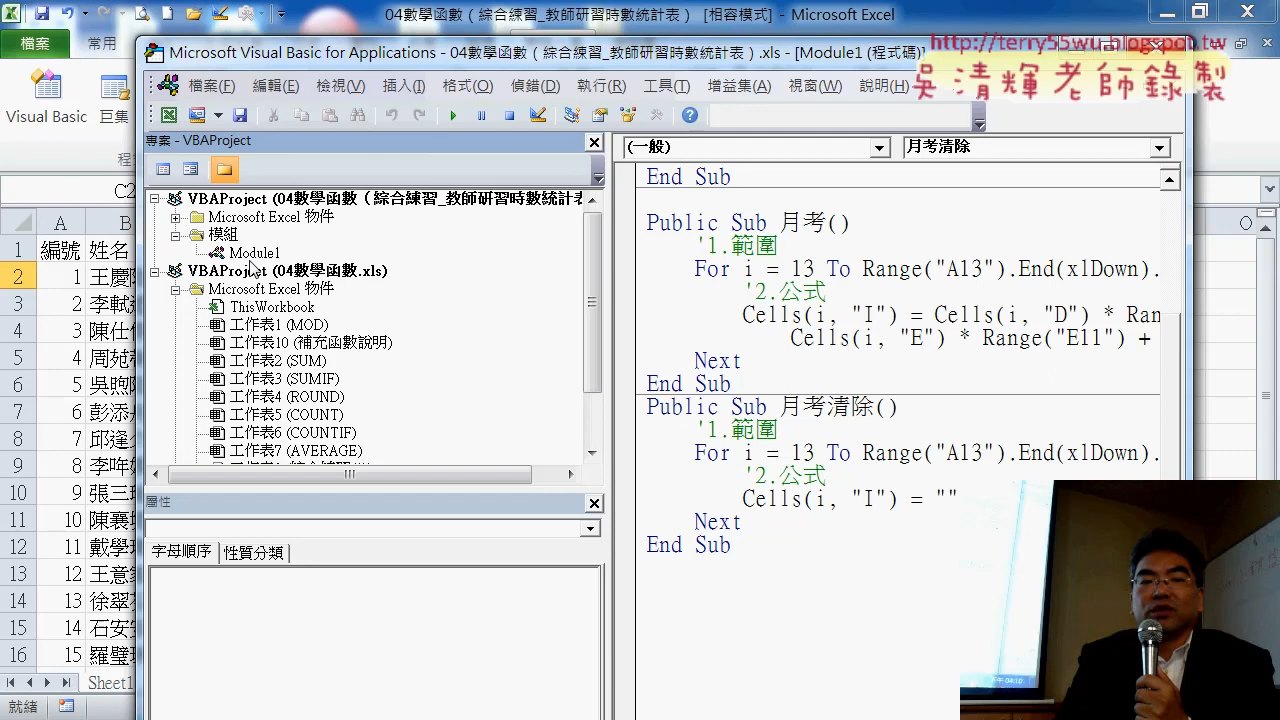 04數學函數（綜合練習_教師研習時數統計表） [相容模式] - Microsoft Excel
http://terry55wu.blogspot.tw
吳清輝老師錄製
檔案
常用
Visual Basic
巨集
Microsoft Visual Basic for Applications - 04數學函數（綜合練習_教師研習時數統計表）.xls - [Module1 (程式碼)]
檔案(F) 編輯(E) 檢視(V) 插入(I) 格式(O) 偵錯(D) 執行(R) 工具(T) 增益集(A) 視窗(W) 說明(H)
專案 - VBAProject
VBAProject (04數學函數（綜合練習_教師研習時數統計表
Microsoft Excel 物件
模組
Module1
VBAProject (04數學函數.xls)
Microsoft Excel 物件
ThisWorkbook
工作表1 (MOD)
工作表10 (補充函數說明)
工作表2 (SUM)
工作表3 (SUMIF)
工作表4 (ROUND)
工作表5 (COUNT)
工作表6 (COUNTIF)
工作表7 (AVERAGE)
屬性
字母順序 性質分類
(一般) 月考清除
End Sub
Public Sub 月考()
'1.範圍
For i = 13 To Range("A13").End(xlDown).
'2.公式
Cells(i, "I") = Cells(i, "D") * Ran
Cells(i, "E") * Range("E11") +
Next
End Sub
Public Sub 月考清除()
'1.範圍
For i = 13 To Range("A13").End(xlDown).
'2.公式
Cells(i, "I") = ""
Next
End Sub
C2
A B O
1 編號 姓名
2 1 王慶
3 2 李軾
4 3 陳仕
5 4 周苑
6 5 吳煦
7 6 彭添
8 7 邱逢
9 8 李哖
10 9 張三
11 10 陳襄
12 11 戴學
13 12 王意
14 13 徐翠
15 14 石安
16 15 羅璧
Sheet1
就緒
下午 04:10